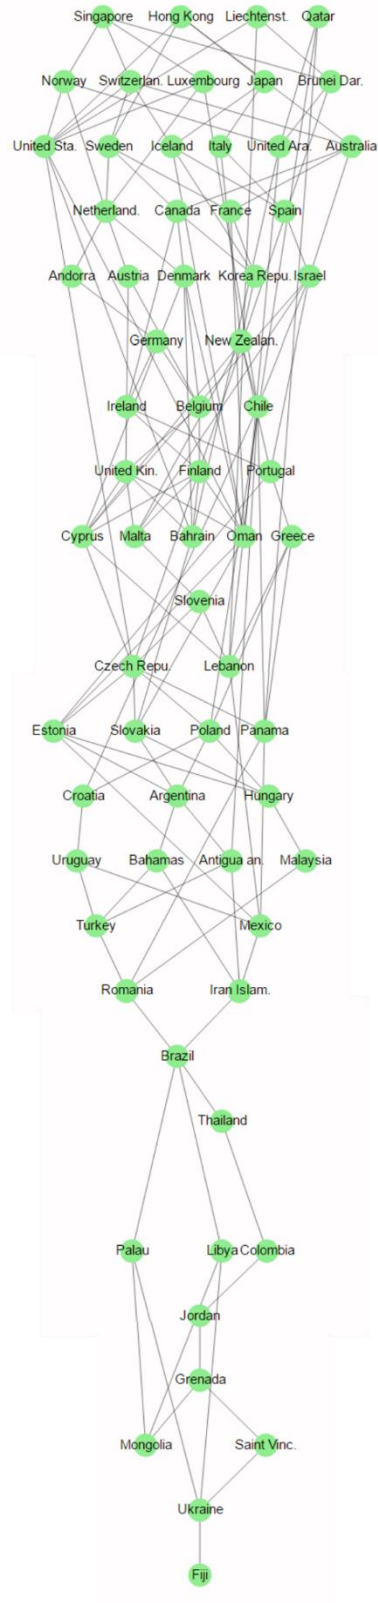 Singapore Hong Kong Liechtenst. Qatar
Norway Switzerlan. Luxembourg Japan Brunei Dar.
United Sta. Sweden Iceland Italy United Ara. Australia
Netherland. Canada France Spain
Andorra Austria Denmark Korea Repu. Israel
Germany New Zealan.
Ireland Belgium Chile
United Kin. Finland Portugal
Cyprus Malta Bahrain Oman Greece
Slovenia
Czech Repu. Lebanon
Estonia Slovakia Poland Panama
Croatia Argentina Hungary
Uruguay Bahamas Antigua an. Malaysia
Turkey Mexico
Romania Iran Islam.
Brazil
Thailand
Palau Libya Colombia
Jordan
Grenada
Mongolia Saint Vinc.
Ukraine
Fiji